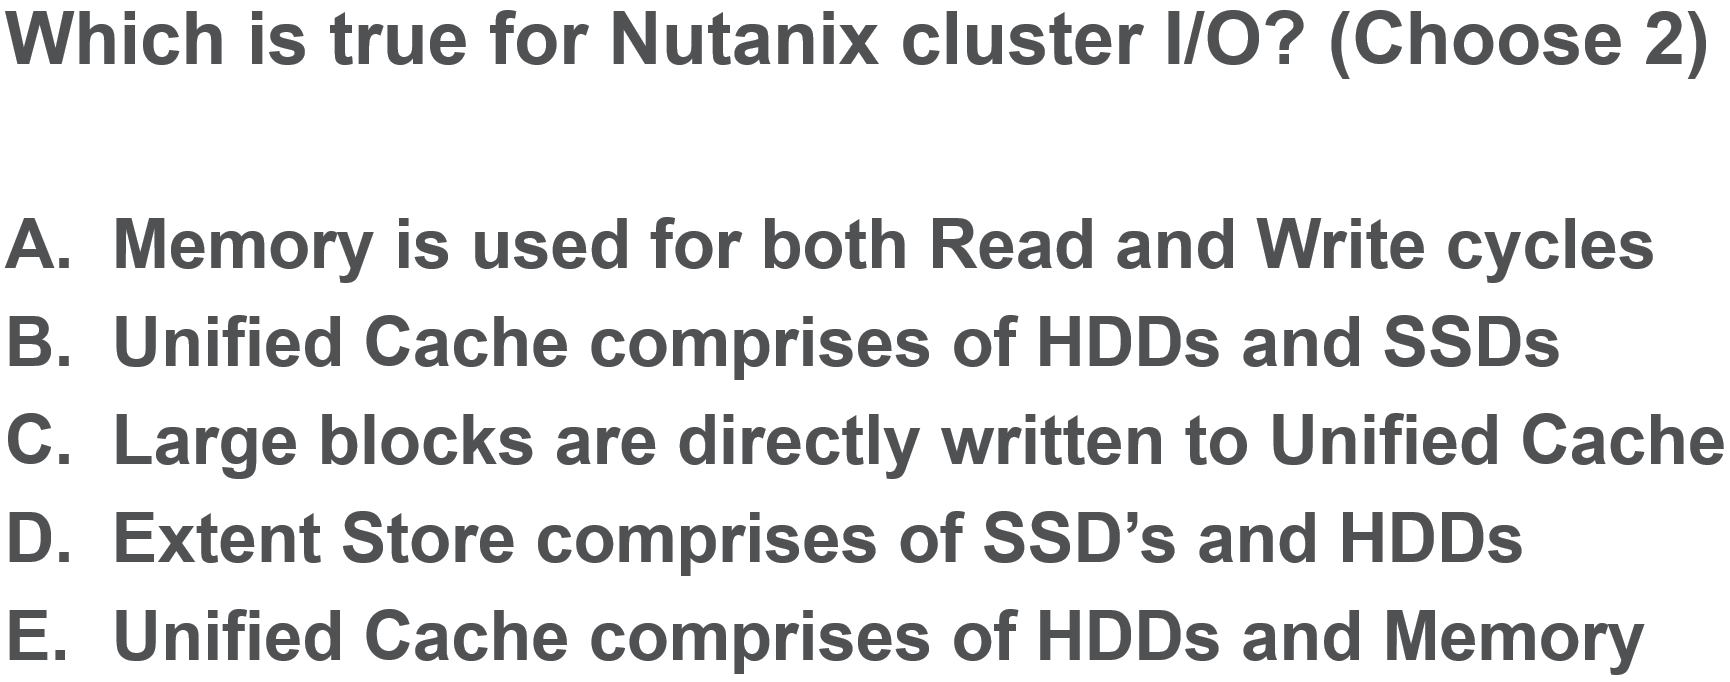 Which is true for Nutanix cluster I/O? (Choose 2)
A. Memory is used for both Read and Write cycles
B. Unified Cache comprises of HDDs and SSDs
C. Large blocks are directly written to Unified Cache
D. Extent Store comprises of SSD’s and HDDs
E. Unified Cache comprises of HDDs and Memory